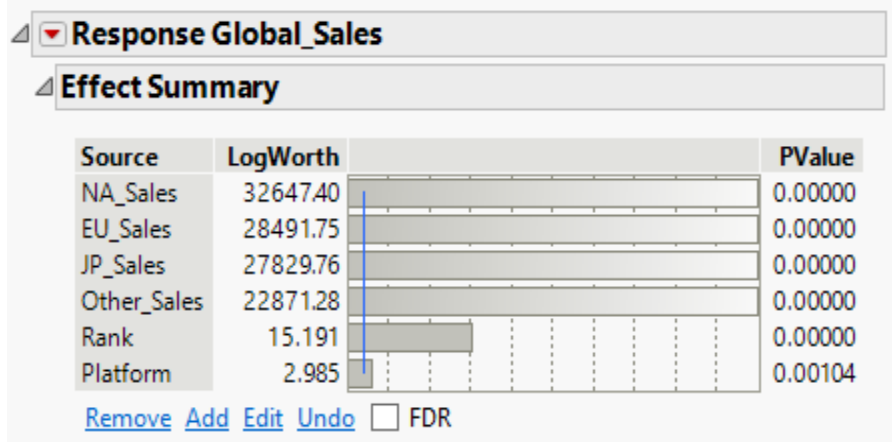 Response Global_Sales
Effect Summary
Source LogWorth PValue
NA_Sales 32647.40 0.00000
EU_Sales 28491.75 0.00000
JP_Sales 27829.76 0.00000
Other_Sales 22871.28 0.00000
Rank 15.191 0.00000
Platform 2.985 0.00104
Remove Add Edit Undo FDR